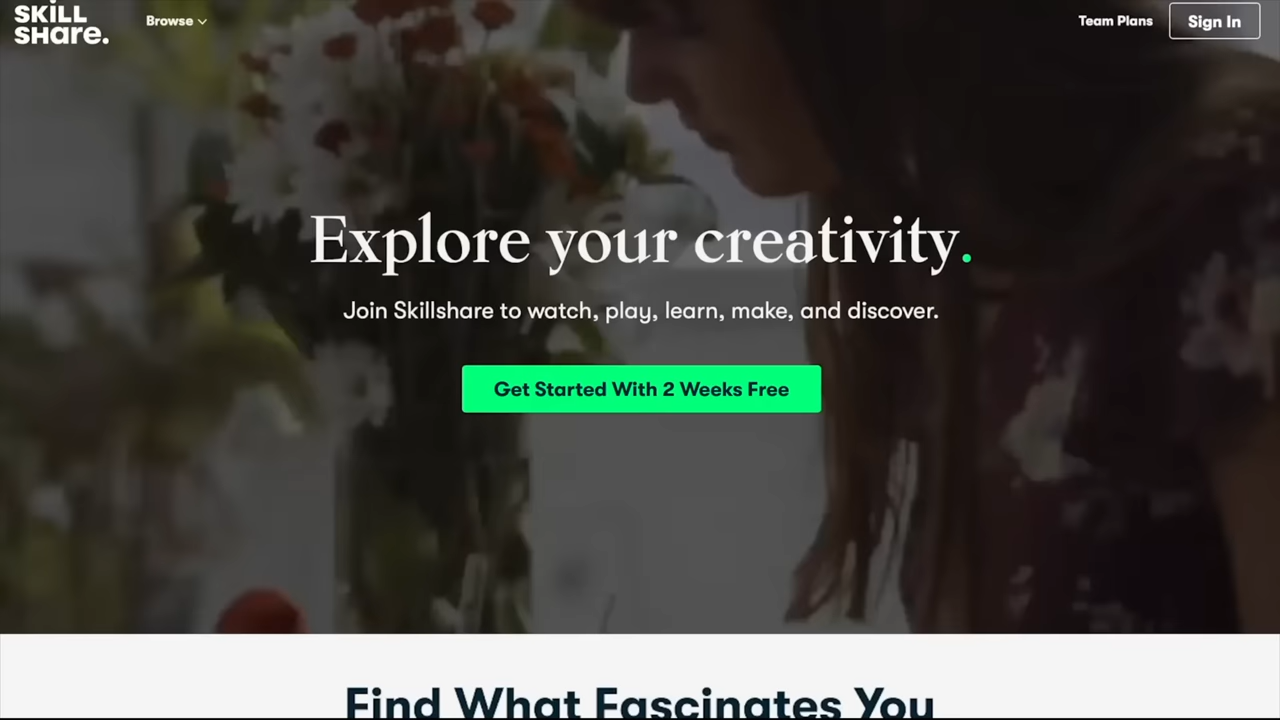 SKILL
SHare.
Browse
Team Plans
Sign In
Explore your creativity.
Join Skillshare to watch, play, learn, make, and discover.
Get Started With 2 Weeks Free
Find What Fascinates You